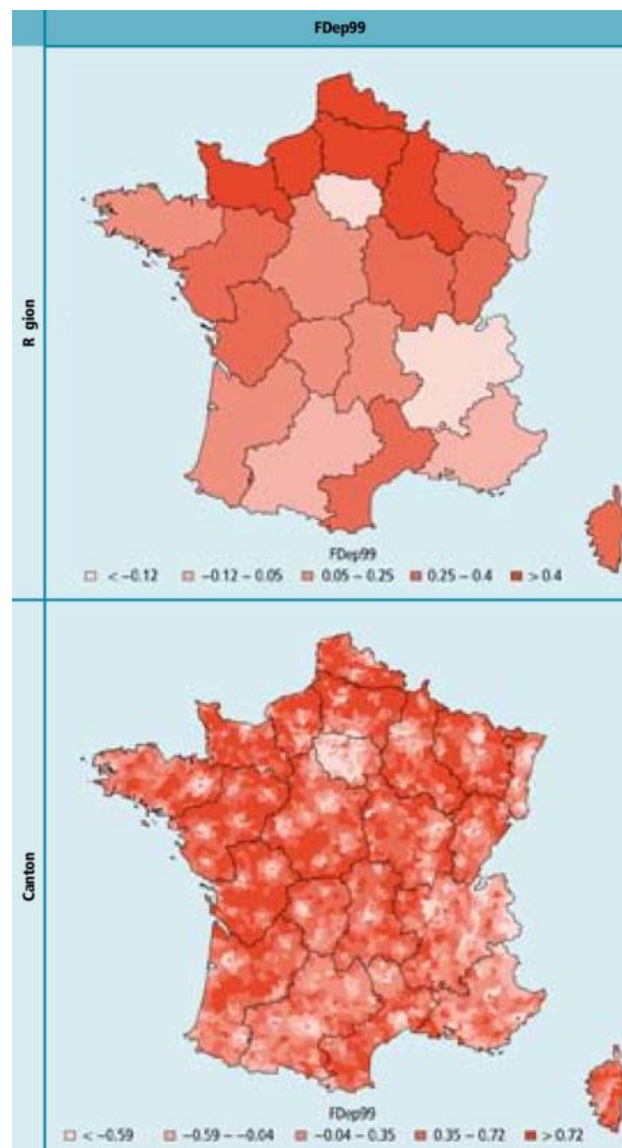 FDep99
R gion
FDep99
< −0.12 −0.12 – 0.05 0.05 – 0.25 0.25 – 0.4 > 0.4
Canton
FDep99
< −0.59 −0.59 – −0.04 −0.04 – 0.35 0.35 – 0.72 > 0.72